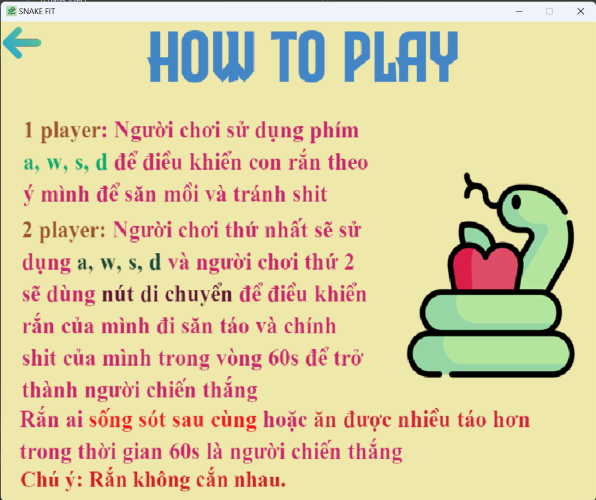 SNAKE FIT
HOW TO PLAY
1 player: Người chơi sử dụng phím
a, w, s, d để điều khiển con rắn theo
ý mình để săn mồi và tránh shit
2 player: Người chơi thứ nhất sẽ sử
dụng a, w, s, d và người chơi thứ 2
sẽ dùng nút di chuyển để điều khiển
rắn của mình đi săn táo và chính
shit của mình trong vòng 60s để trở
thành người chiến thắng
Rắn ai sống sót sau cùng hoặc ăn được nhiều táo hơn
trong thời gian 60s là người chiến thắng
Chú ý: Rắn không cắn nhau.